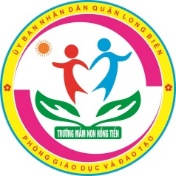 ỦY BAN NHÂN DÂN QUẬN LONG BIÊN
TRƯỜNG MẦM NON HỒNG TIẾN
PHÒNG GIÁO DỤC VÀ ĐÀO TẠO